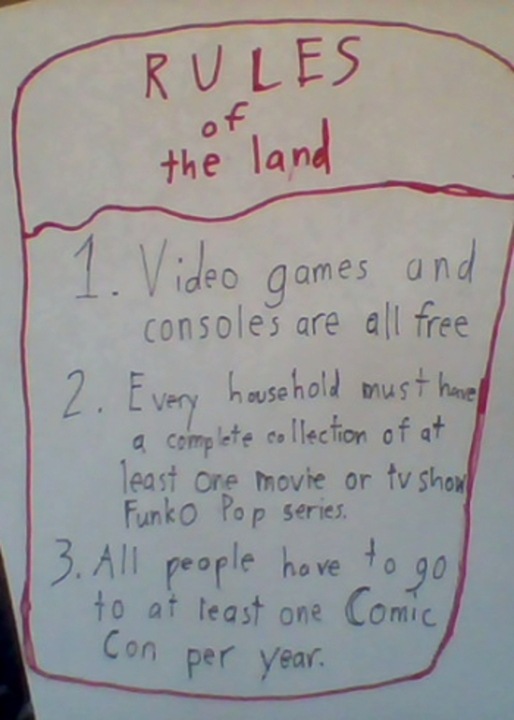 RULES
of
the land
1. Video games and
consoles are all free
2. Every household must have
a complete collection of at
least one movie or tv show
Funko Pop series.
3. All people have to go
to at least one Comic
Con per year.